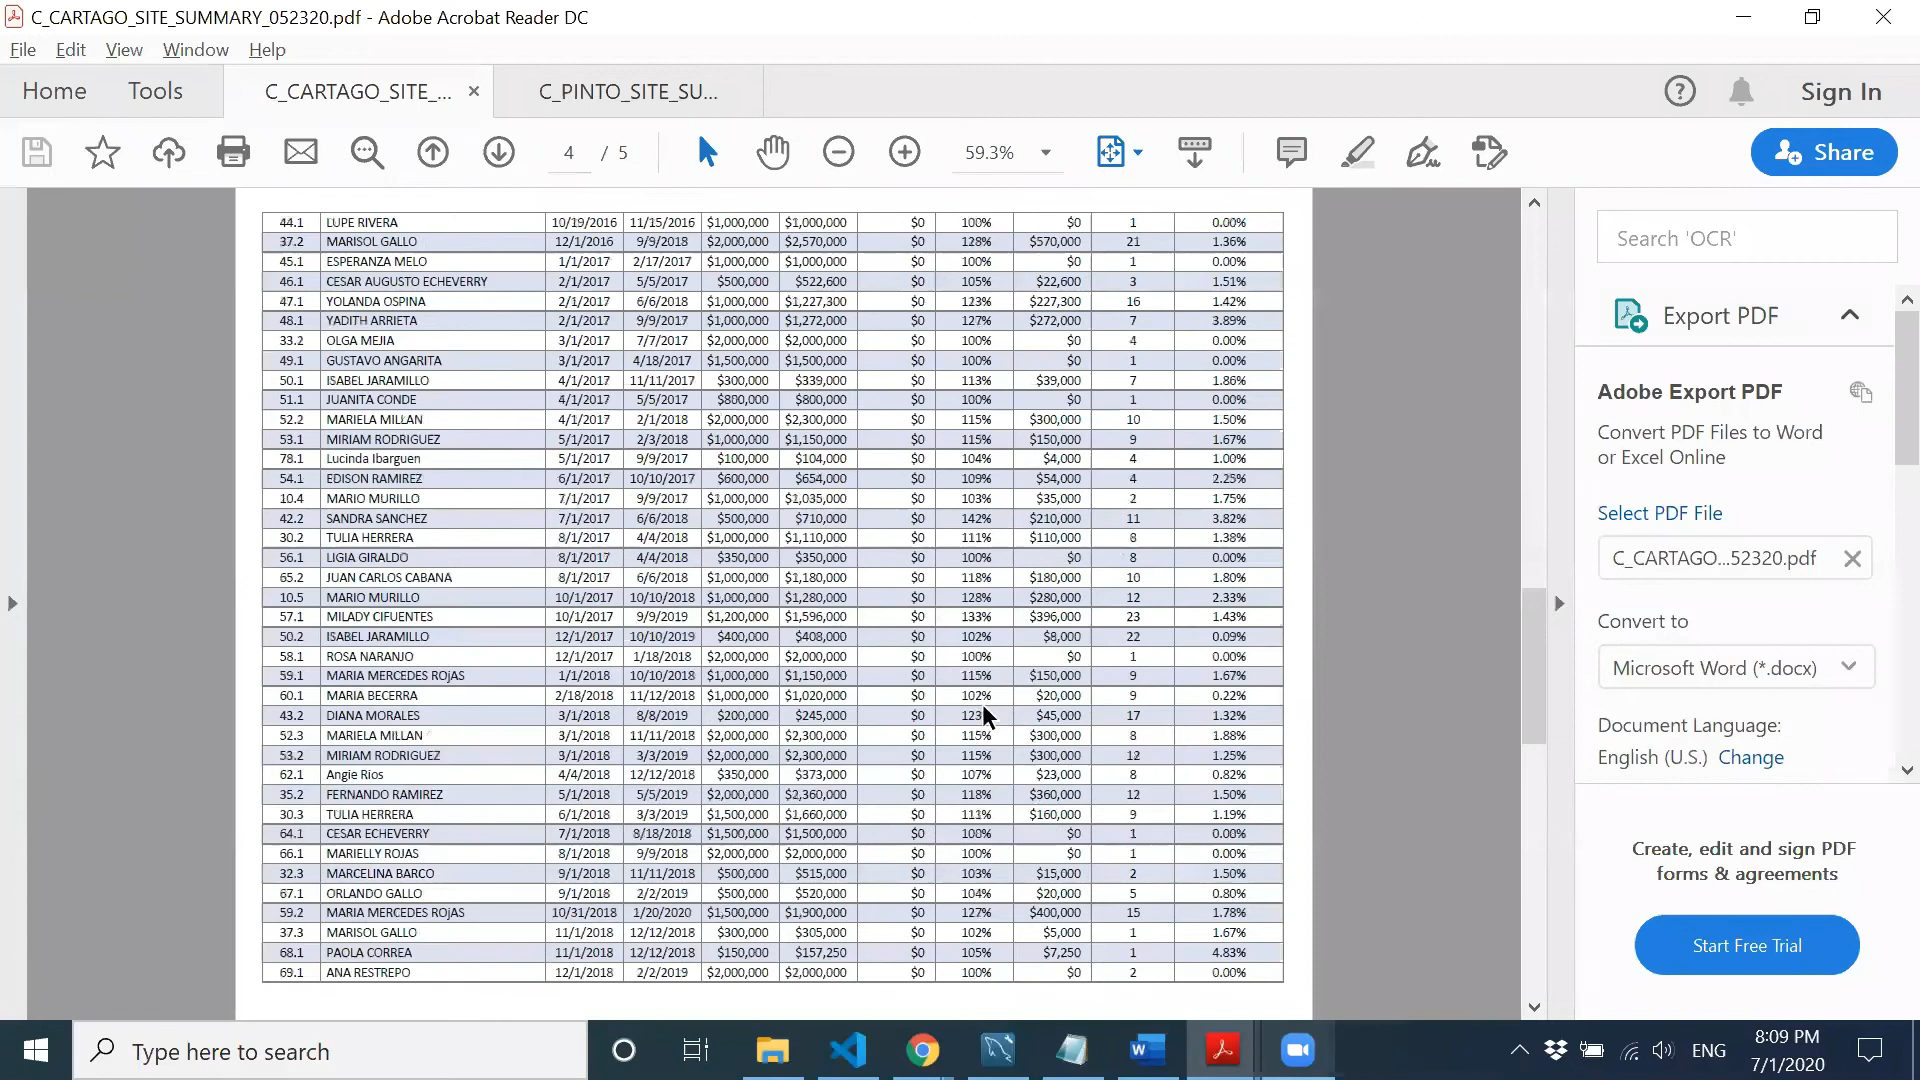 C_CARTAGO_SITE_SUMMARY_052320.pdf - Adobe Acrobat Reader DC
File Edit View Window Help
Home Tools C_CARTAGO_SITE_... × C_PINTO_SITE_SU... Sign In
4 / 5 59.3% Share
44.1 LUPE RIVERA 10/19/2016 11/15/2016 $1,000,000 $1,000,000 $0 100% $0 1 0.00%
37.2 MARISOL GALLO 12/1/2016 9/9/2018 $2,000,000 $2,570,000 $0 128% $570,000 21 1.36%
45.1 ESPERANZA MELO 1/1/2017 2/17/2017 $1,000,000 $1,000,000 $0 100% $0 1 0.00%
46.1 CESAR AUGUSTO ECHEVERRY 2/1/2017 5/5/2017 $500,000 $522,600 $0 105% $22,600 3 1.51%
47.1 YOLANDA OSPINA 2/1/2017 6/6/2018 $1,000,000 $1,227,300 $0 123% $227,300 16 1.42%
48.1 YADITH ARRIETA 2/1/2017 9/9/2017 $1,000,000 $1,272,000 $0 127% $272,000 7 3.89%
33.2 OLGA MEJIA 3/1/2017 7/7/2017 $2,000,000 $2,000,000 $0 100% $0 4 0.00%
49.1 GUSTAVO ANGARITA 3/1/2017 4/18/2017 $1,500,000 $1,500,000 $0 100% $0 1 0.00%
50.1 ISABEL JARAMILLO 4/1/2017 11/11/2017 $300,000 $339,000 $0 113% $39,000 7 1.86%
51.1 JUANITA CONDE 4/1/2017 5/5/2017 $800,000 $800,000 $0 100% $0 1 0.00%
52.2 MARIELA MILLAN 4/1/2017 2/1/2018 $2,000,000 $2,300,000 $0 115% $300,000 10 1.50%
53.1 MIRIAM RODRIGUEZ 5/1/2017 2/3/2018 $1,000,000 $1,150,000 $0 115% $150,000 9 1.67%
78.1 Lucinda Ibarguen 5/1/2017 9/9/2017 $100,000 $104,000 $0 104% $4,000 4 1.00%
54.1 EDISON RAMIREZ 6/1/2017 10/10/2017 $600,000 $654,000 $0 109% $54,000 4 2.25%
10.4 MARIO MURILLO 7/1/2017 9/9/2017 $1,000,000 $1,035,000 $0 103% $35,000 2 1.75%
42.2 SANDRA SANCHEZ 7/1/2017 6/6/2018 $500,000 $710,000 $0 142% $210,000 11 3.82%
30.2 TULIA HERRERA 8/1/2017 4/4/2018 $1,000,000 $1,110,000 $0 111% $110,000 8 1.38%
56.1 LIGIA GIRALDO 8/1/2017 4/4/2018 $350,000 $350,000 $0 100% $0 8 0.00%
65.2 JUAN CARLOS CABANA 8/1/2017 6/6/2018 $1,000,000 $1,180,000 $0 118% $180,000 10 1.80%
10.5 MARIO MURILLO 10/1/2017 10/10/2018 $1,000,000 $1,280,000 $0 128% $280,000 12 2.33%
57.1 MILADY CIFUENTES 10/1/2017 9/9/2019 $1,200,000 $1,596,000 $0 133% $396,000 23 1.43%
50.2 ISABEL JARAMILLO 12/1/2017 10/10/2019 $400,000 $408,000 $0 102% $8,000 22 0.09%
58.1 ROSA NARANJO 12/1/2017 1/18/2018 $2,000,000 $2,000,000 $0 100% $0 1 0.00%
59.1 MARIA MERCEDES ROJAS 1/1/2018 10/10/2018 $1,000,000 $1,150,000 $0 115% $150,000 9 1.67%
60.1 MARIA BECERRA 2/18/2018 11/12/2018 $1,000,000 $1,020,000 $0 102% $20,000 9 0.22%
43.2 DIANA MORALES 3/1/2018 8/8/2019 $200,000 $245,000 $0 123 $45,000 17 1.32%
52.3 MARIELA MILLAN 3/1/2018 11/11/2018 $2,000,000 $2,300,000 $0 115% $300,000 8 1.88%
53.2 MIRIAM RODRIGUEZ 3/1/2018 3/3/2019 $2,000,000 $2,300,000 $0 115% $300,000 12 1.25%
62.1 Angie Rios 4/4/2018 12/12/2018 $350,000 $373,000 $0 107% $23,000 8 0.82%
35.2 FERNANDO RAMIREZ 5/1/2018 5/5/2019 $2,000,000 $2,360,000 $0 118% $360,000 12 1.50%
30.3 TULIA HERRERA 6/1/2018 3/3/2019 $1,500,000 $1,660,000 $0 111% $160,000 9 1.19%
64.1 CESAR ECHEVERRY 7/1/2018 8/18/2018 $1,500,000 $1,500,000 $0 100% $0 1 0.00%
66.1 MARIELLY ROJAS 8/1/2018 9/9/2018 $2,000,000 $2,000,000 $0 100% $0 1 0.00%
32.3 MARCELINA BARCO 9/1/2018 11/11/2018 $500,000 $515,000 $0 103% $15,000 2 1.50%
67.1 ORLANDO GALLO 9/1/2018 2/2/2019 $500,000 $520,000 $0 104% $20,000 5 0.80%
59.2 MARIA MERCEDES ROJAS 10/31/2018 1/20/2020 $1,500,000 $1,900,000 $0 127% $400,000 15 1.78%
37.3 MARISOL GALLO 11/1/2018 12/12/2018 $300,000 $305,000 $0 102% $5,000 1 1.67%
68.1 PAOLA CORREA 11/1/2018 12/12/2018 $150,000 $157,250 $0 105% $7,250 1 4.83%
69.1 ANA RESTREPO 12/1/2018 2/2/2019 $2,000,000 $2,000,000 $0 100% $0 2 0.00%
Search 'OCR'
Export PDF
Adobe Export PDF
Convert PDF Files to Word
or Excel Online
Select PDF File
C_CARTAGO...52320.pdf
Convert to
Microsoft Word (*.docx)
Document Language:
English (U.S.) Change
Create, edit and sign PDF
forms & agreements
Start Free Trial
Type here to search
ENG
8:09 PM
7/1/2020